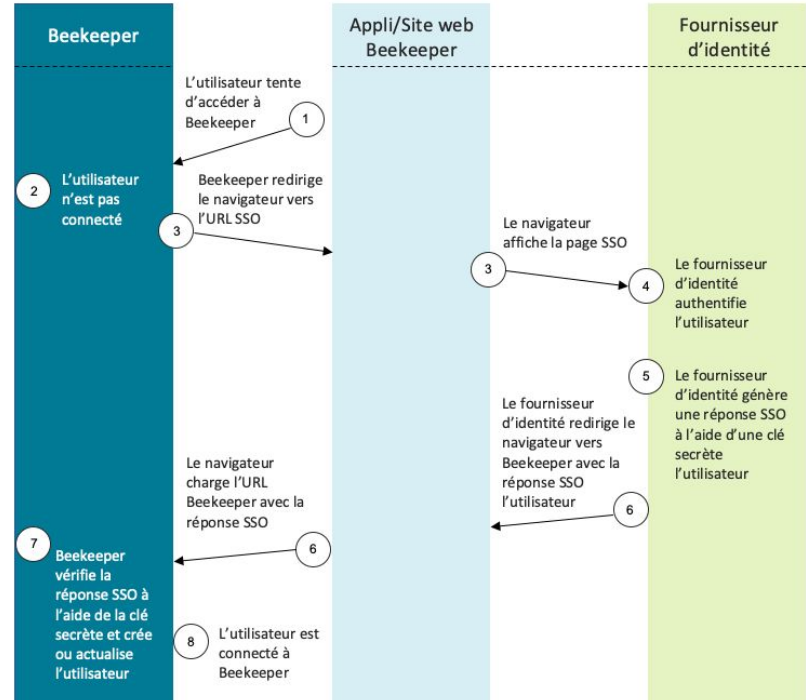 Beekeeper
Appli/Site web
Beekeeper
Fournisseur
d'identité
L'utilisateur tente
d'accéder à
Beekeeper
1
2
L'utilisateur
n'est pas
connecté
Beekeeper redirige
le navigateur vers
l'URL SSO
3
Le navigateur
affiche la page SSO
3
4
Le fournisseur
d'identité
authentifie
l'utilisateur
5
Le fournisseur
d'identité génère
une réponse SSO
à l'aide d'une clé
secrète
l'utilisateur
Le fournisseur
d'identité redirige le
navigateur vers
Beekeeper avec la
réponse SSO
l'utilisateur
6
Le navigateur
charge l'URL
Beekeeper avec la
réponse SSO
6
7
Beekeeper
vérifie la
réponse SSO à
l'aide de la clé
secrète et crée
ou actualise
l'utilisateur
8
L'utilisateur est
connecté à
Beekeeper